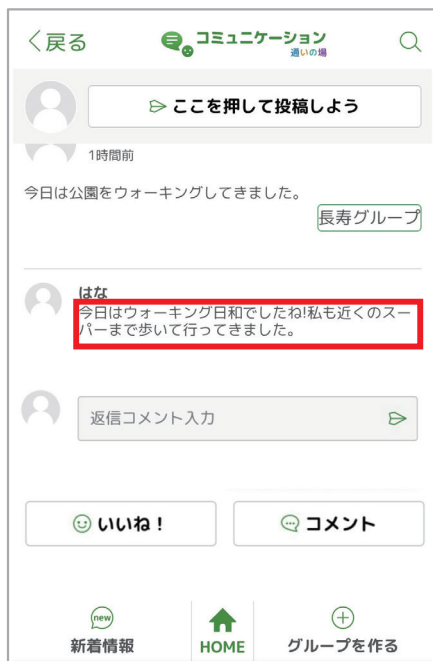 戻る
コミュニケーション
通いの場
ここを押して投稿しよう
1時間前
今日は公園をウォーキングしてきました。
長寿グループ
はな
今日はウォーキング日和でしたね!私も近くのスー
パーまで歩いて行ってきました。
返信コメント入力
いいね！
コメント
new
新着情報
HOME
グループを作る